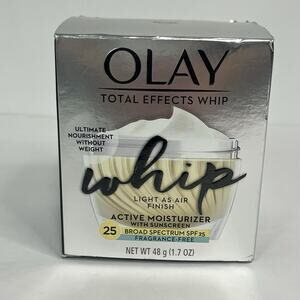 OLAY
TOTAL EFFECTS WHIP
ULTIMATE
NOURISHMENT
WITHOUT
WEIGHT
whip
LIGHT AS AIR
FINISH
ACTIVE MOISTURIZER
WITH SUNSCREEN
25 BROAD SPECTRUM SPF 25
FRAGRANCE-FREE
NET WT 48 g (1.7 OZ)